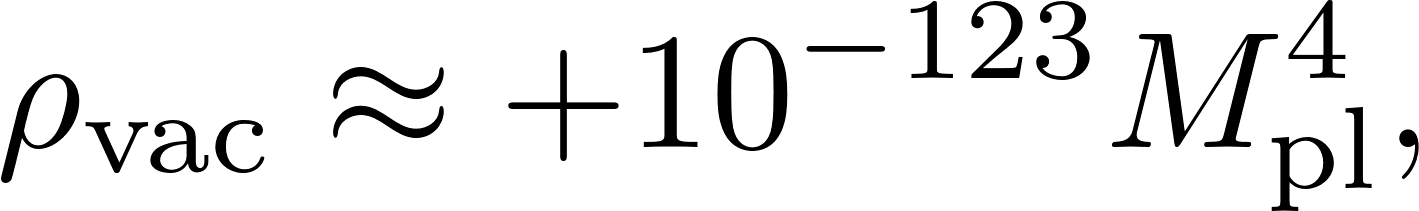 ρ_vac ≈ +10^−123 M_pl^4,